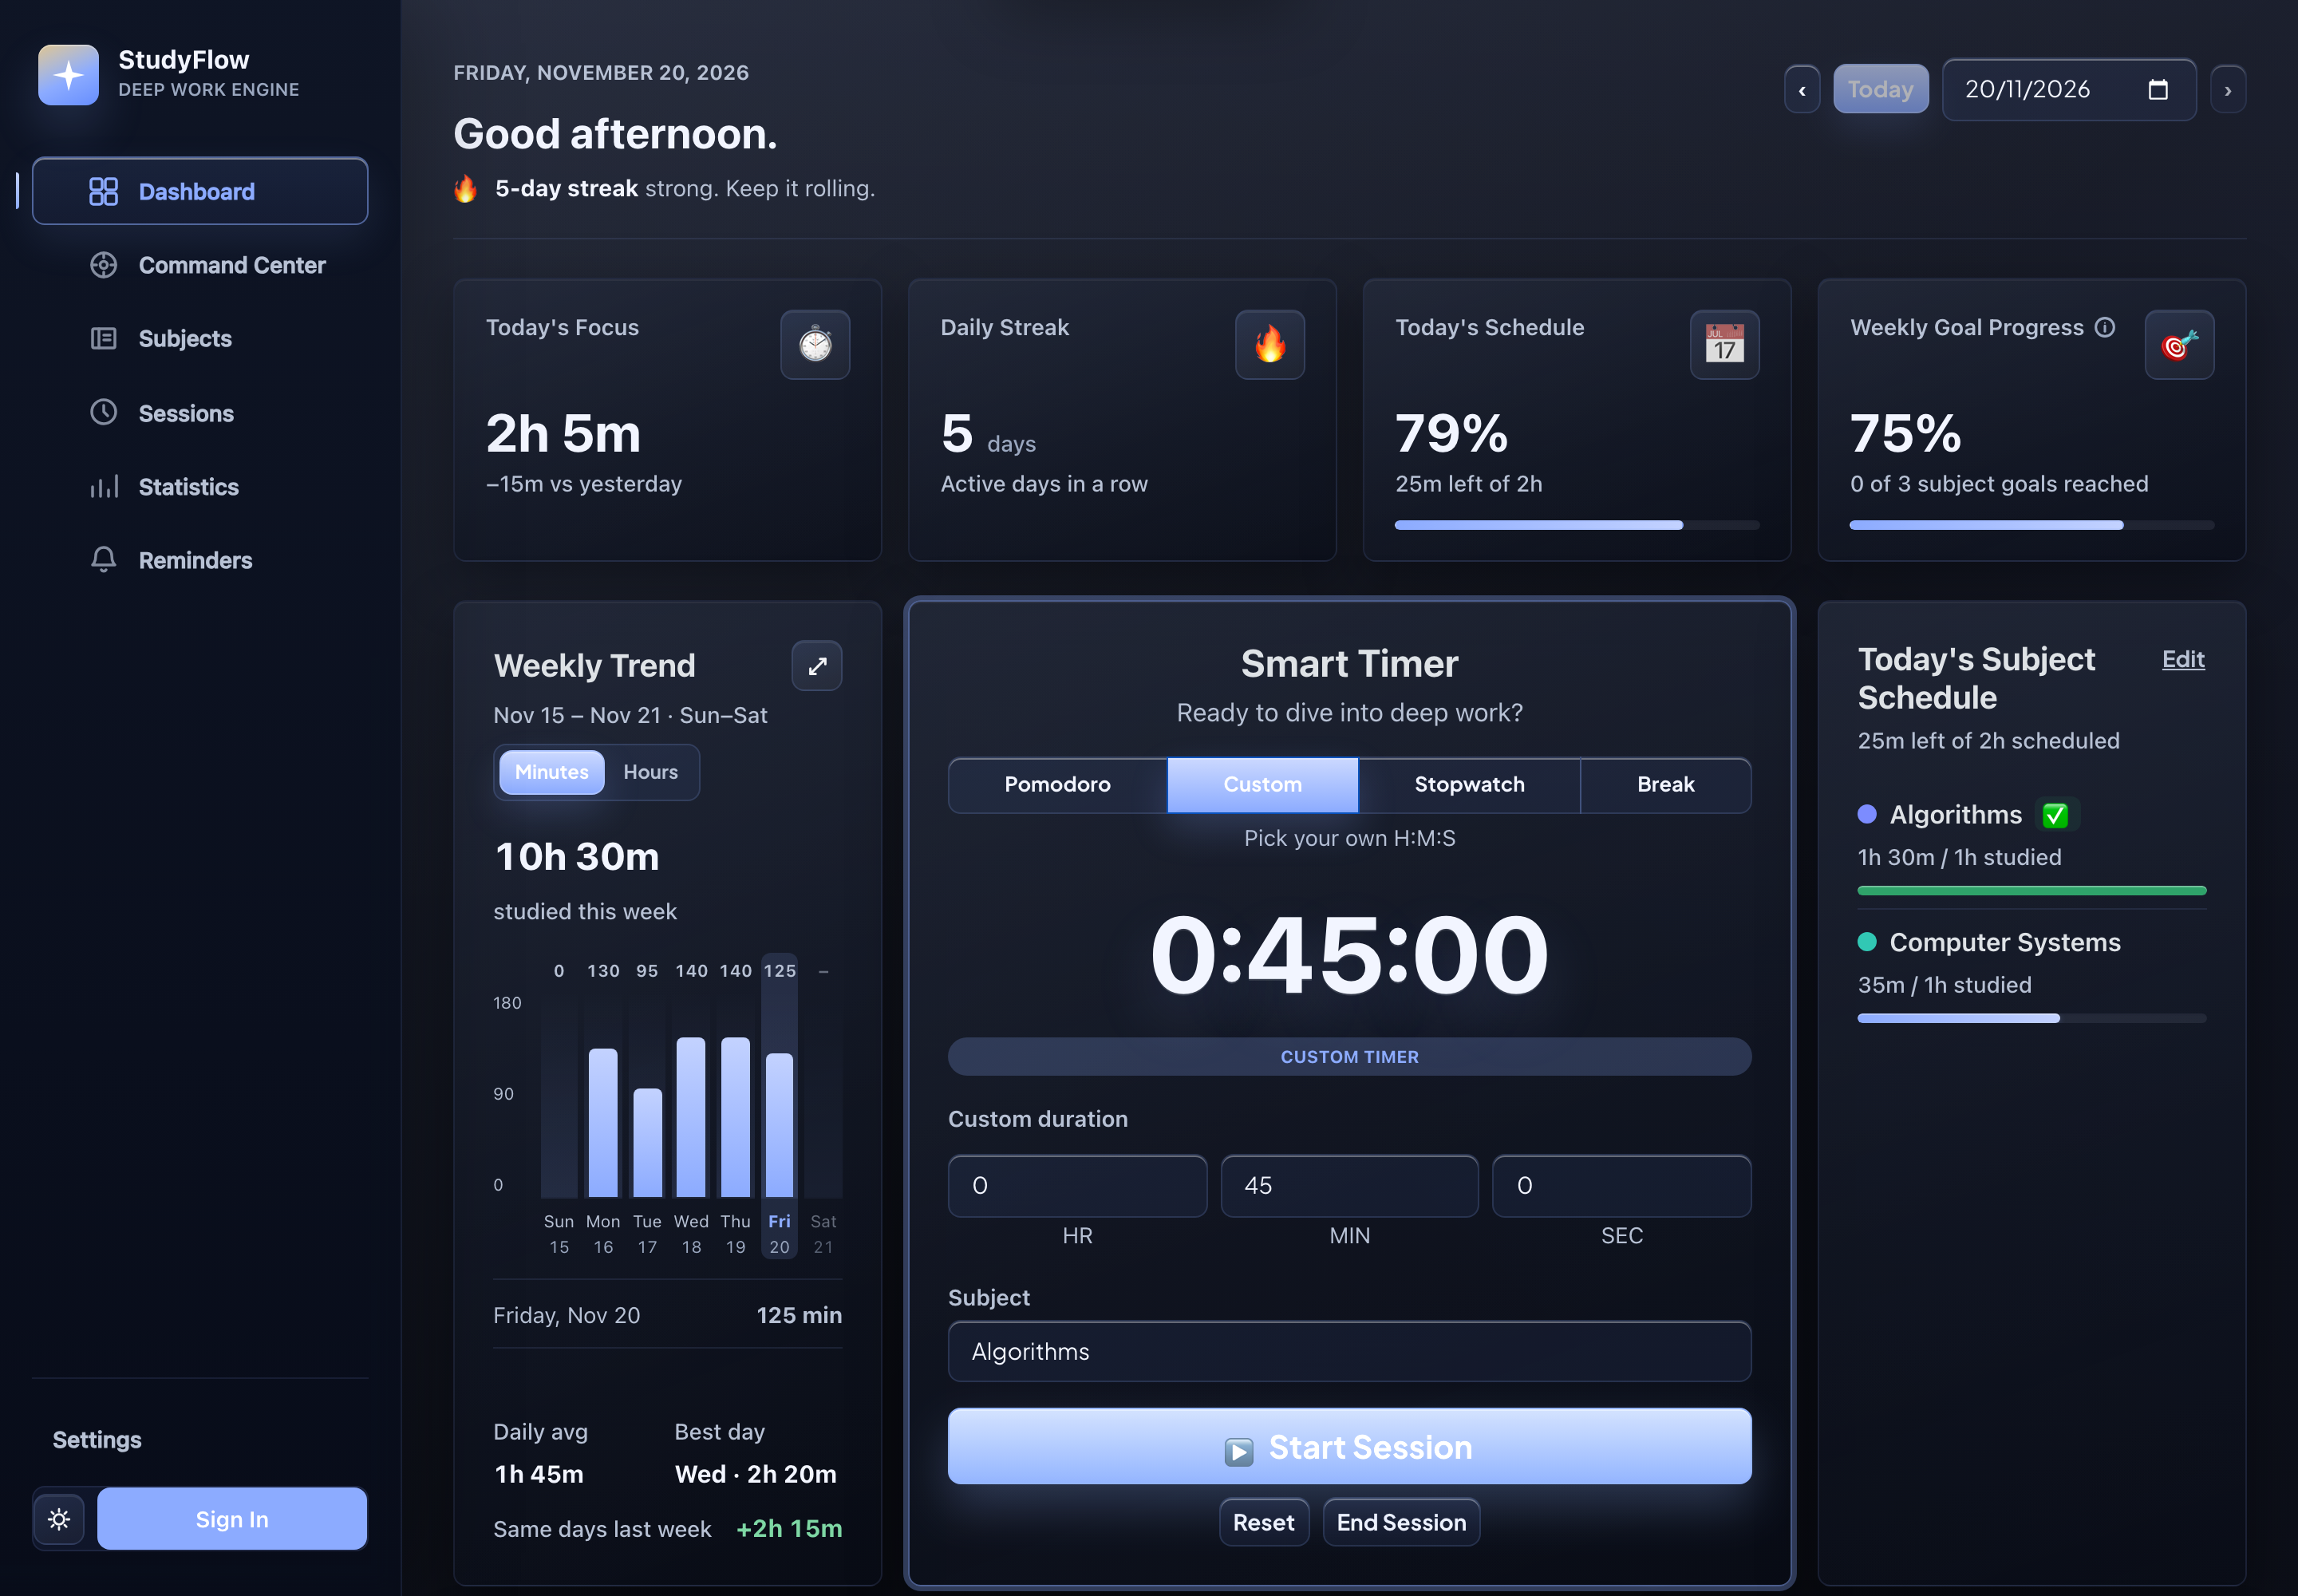 StudyFlow
DEEP WORK ENGINE
Dashboard
Command Center
Subjects
Sessions
Statistics
Reminders
Settings
Sign In
FRIDAY, NOVEMBER 20, 2026
Good afternoon.
🔥 5-day streak strong. Keep it rolling.
‹ Today 20/11/2026 ›
Today's Focus
2h 5m
−15m vs yesterday
Daily Streak
5 days
Active days in a row
Today's Schedule
JUL 17
79%
25m left of 2h
Weekly Goal Progress
75%
0 of 3 subject goals reached
Weekly Trend
Nov 15 – Nov 21 · Sun–Sat
Minutes Hours
10h 30m
studied this week
0 130 95 140 140 125 –
180
90
0
Sun Mon Tue Wed Thu Fri Sat
15 16 17 18 19 20 21
Friday, Nov 20 125 min
Daily avg Best day
1h 45m Wed · 2h 20m
Same days last week +2h 15m
Smart Timer
Ready to dive into deep work?
Pomodoro Custom Stopwatch Break
Pick your own H:M:S
0:45:00
CUSTOM TIMER
Custom duration
0 45 0
HR MIN SEC
Subject
Algorithms
▶️ Start Session
Reset End Session
Today's Subject
Schedule
Edit
25m left of 2h scheduled
Algorithms ✅
1h 30m / 1h studied
Computer Systems
35m / 1h studied